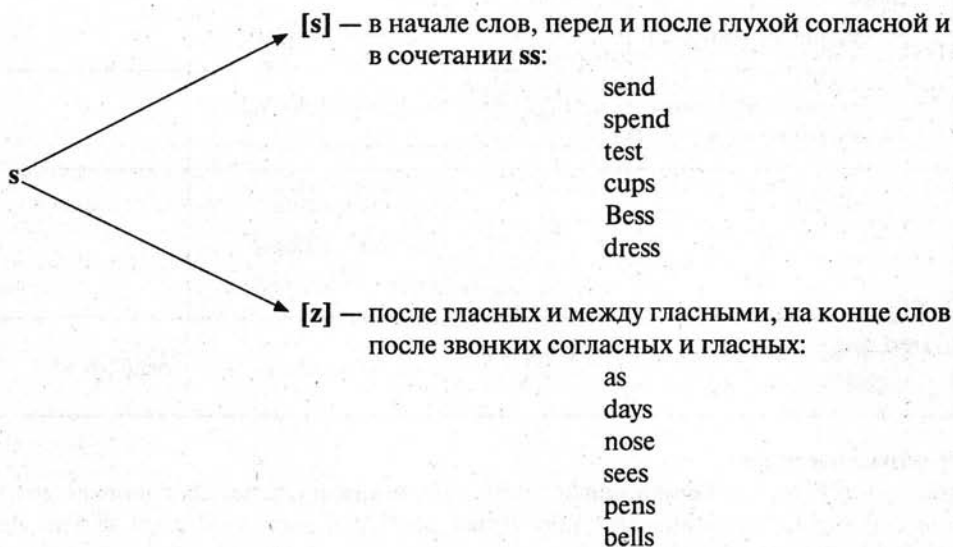 [s] — в начале слов, перед и после глухой согласной и
в сочетании ss:
send
spend
test
cups
Bess
dress
s
[z] — после гласных и между гласными, на конце слов
после звонких согласных и гласных:
as
days
nose
sees
pens
bells